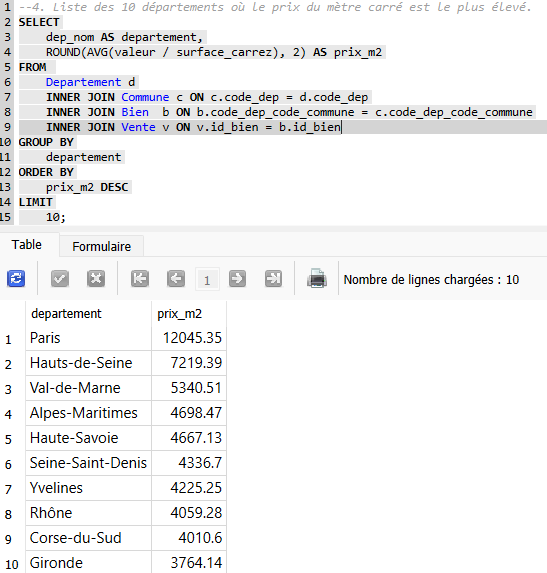 1 --4. Liste des 10 départements où le prix du mètre carré est le plus élevé.
2 SELECT
3 dep_nom AS departement,
4 ROUND(AVG(valeur / surface_carrez), 2) AS prix_m2
5 FROM
6 Departement d
7 INNER JOIN Commune c ON c.code_dep = d.code_dep
8 INNER JOIN Bien b ON b.code_dep_code_commune = c.code_dep_code_commune
9 INNER JOIN Vente v ON v.id_bien = b.id_bien
10 GROUP BY
11 departement
12 ORDER BY
13 prix_m2 DESC
14 LIMIT
15 10;
Table Formulaire
1 Nombre de lignes chargées : 10
departement prix_m2
1 Paris 12045.35
2 Hauts-de-Seine 7219.39
3 Val-de-Marne 5340.51
4 Alpes-Maritimes 4698.47
5 Haute-Savoie 4667.13
6 Seine-Saint-Denis 4336.7
7 Yvelines 4225.25
8 Rhône 4059.28
9 Corse-du-Sud 4010.6
10 Gironde 3764.14